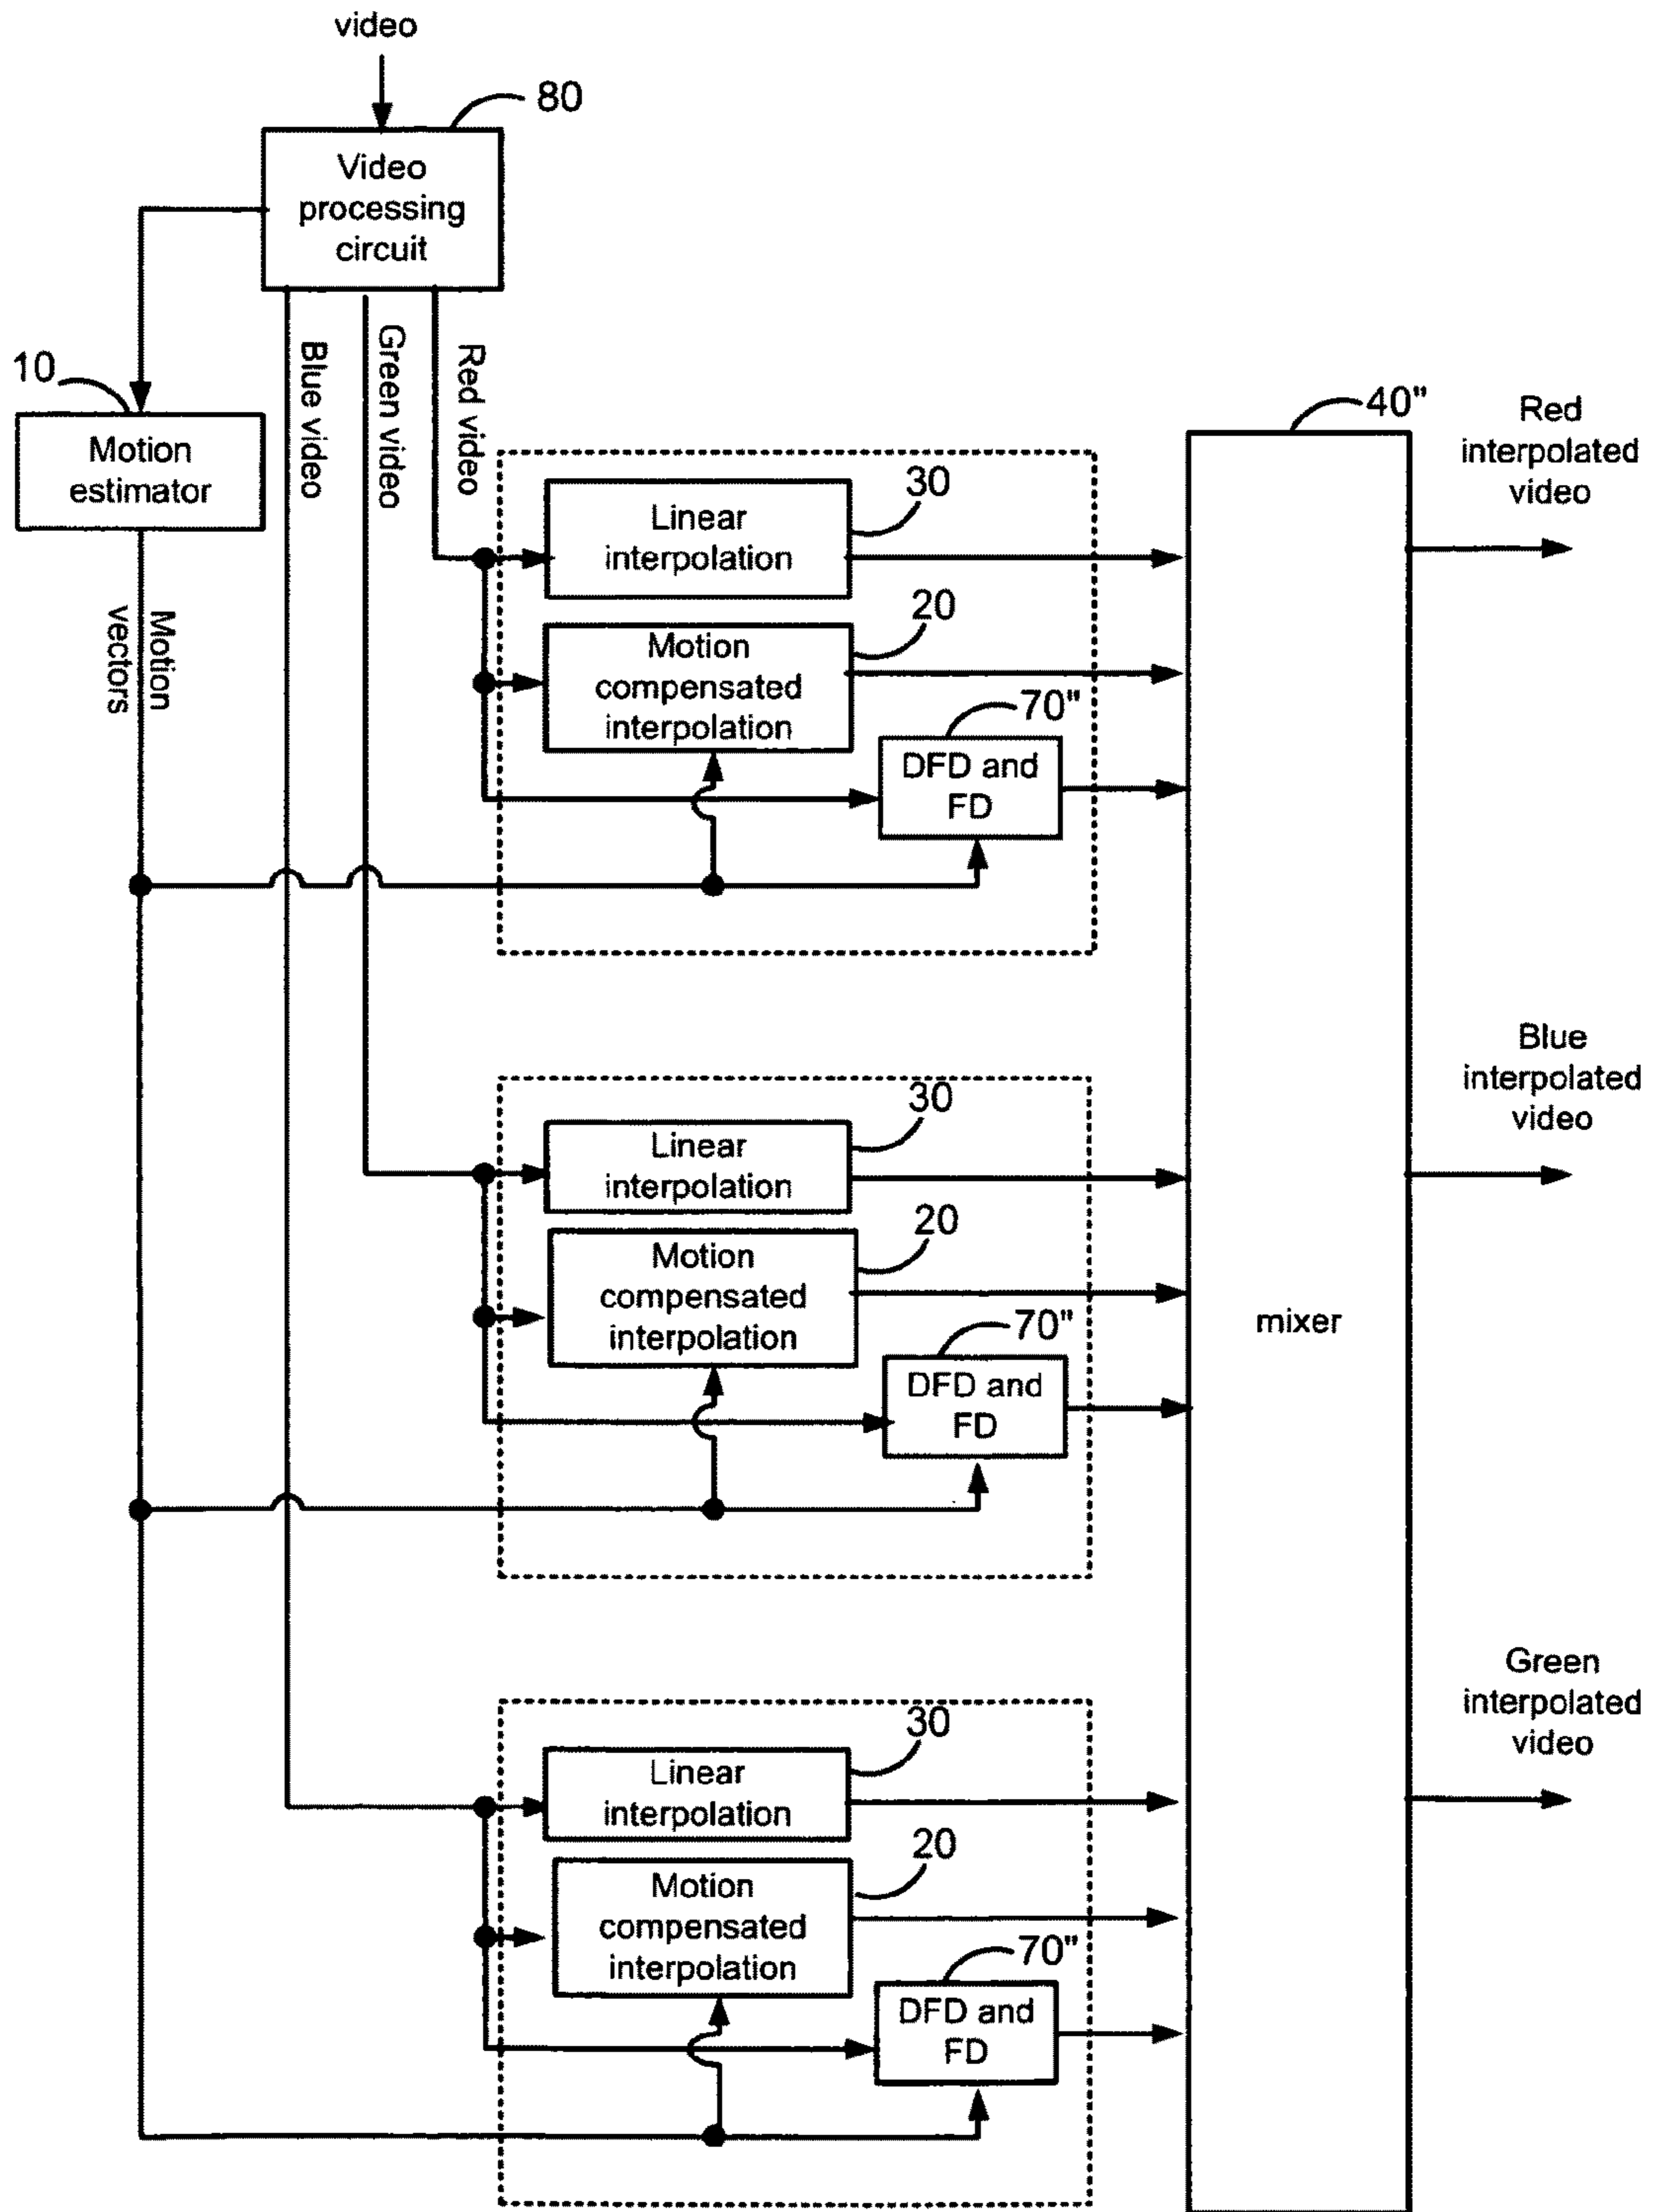 video
80
Video
processing
circuit
10
Motion
estimator
Blue video
Green video
Red video
Motion
vectors
40"
Red
interpolated
video
30
Linear
interpolation
20
Motion
compensated
interpolation
70"
DFD and
FD
Blue
interpolated
video
30
Linear
interpolation
20
Motion
compensated
interpolation
70"
DFD and
FD
mixer
Green
interpolated
video
30
Linear
interpolation
20
Motion
compensated
interpolation
70"
DFD and
FD